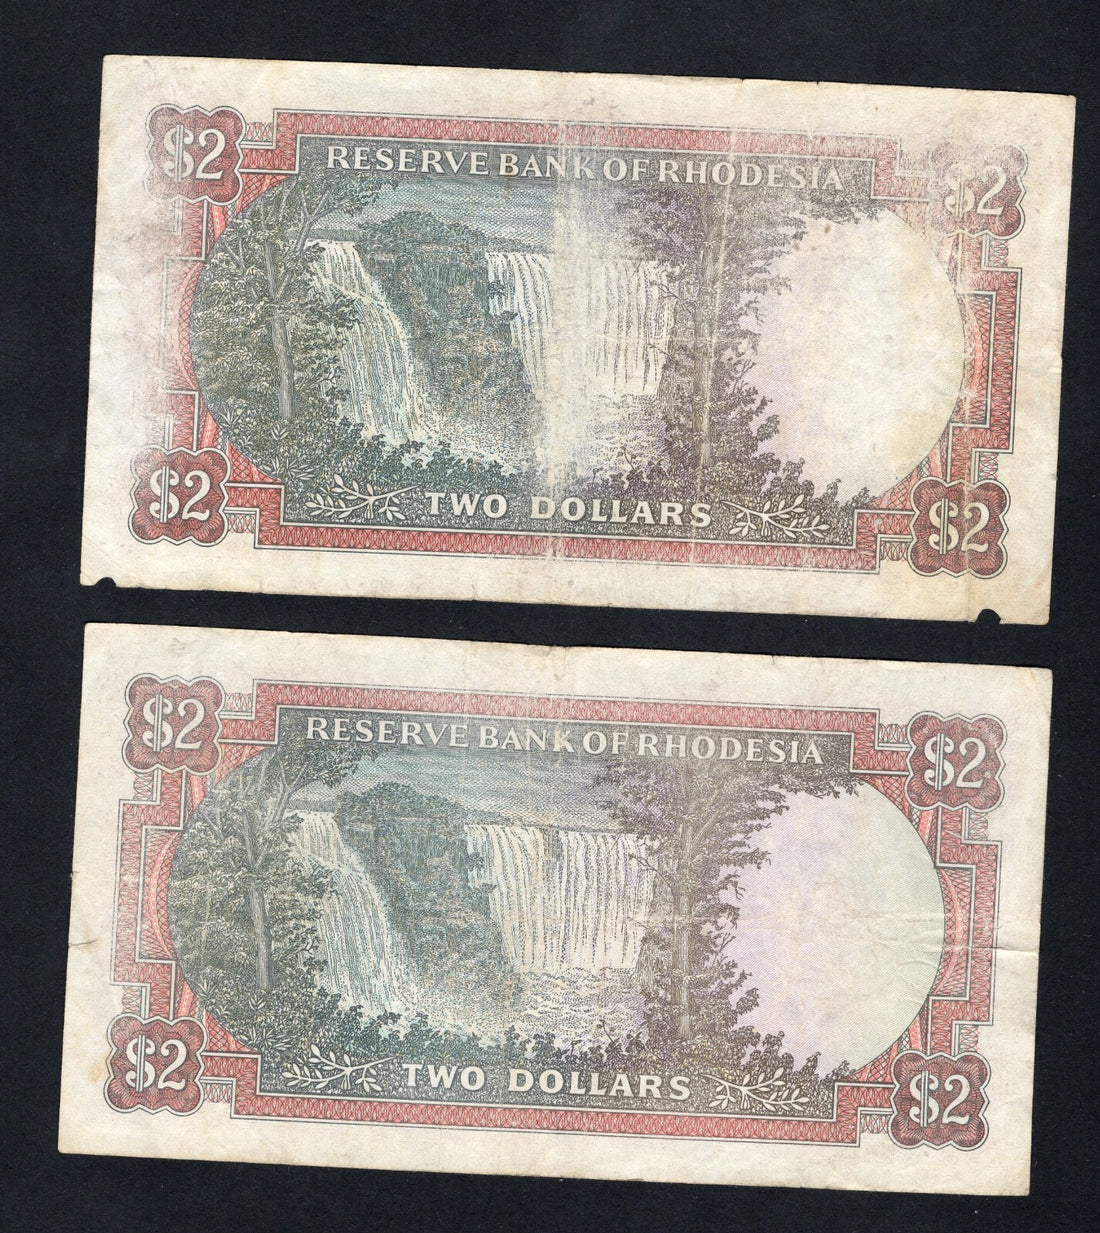 $2 RESERVE BANK OF RHODESIA $2
$2 TWO DOLLARS $2
$2 RESERVE BANK OF RHODESIA $2
$2 TWO DOLLARS $2